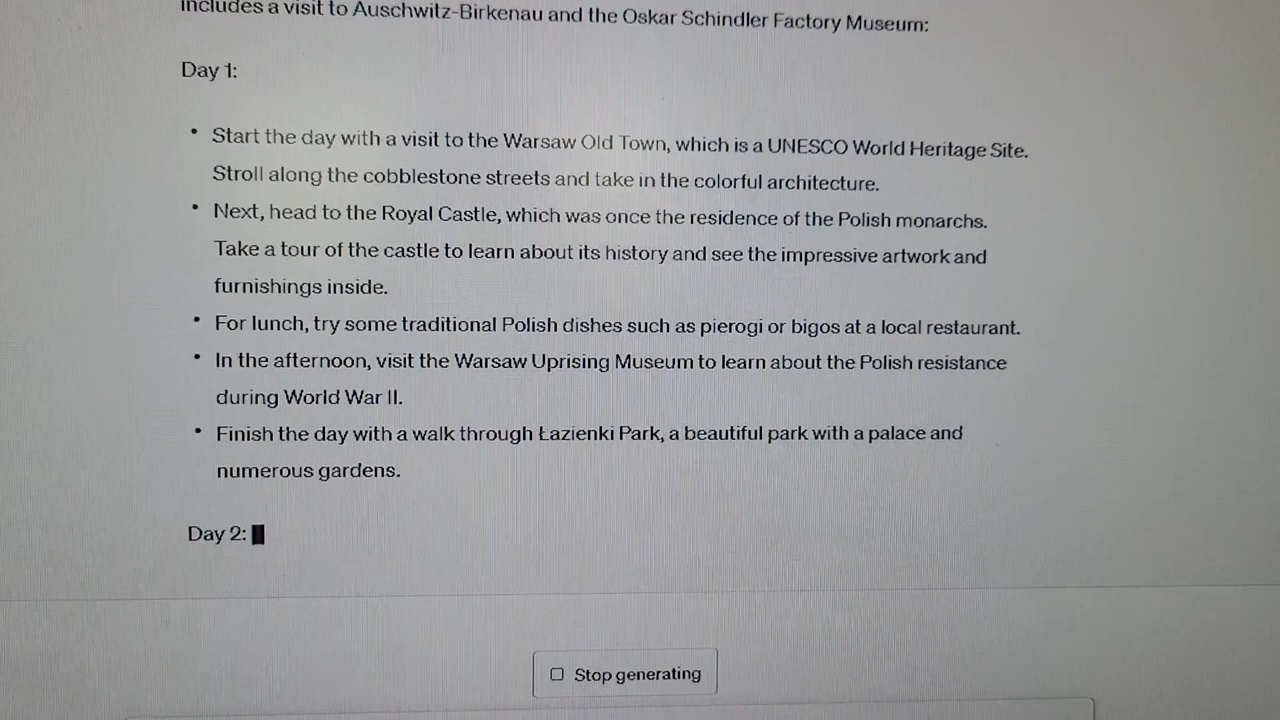 includes a visit to Auschwitz-Birkenau and the Oskar Schindler Factory Museum:
Day 1:
• Start the day with a visit to the Warsaw Old Town, which is a UNESCO World Heritage Site.
Stroll along the cobblestone streets and take in the colorful architecture.
• Next, head to the Royal Castle, which was once the residence of the Polish monarchs.
Take a tour of the castle to learn about its history and see the impressive artwork and
furnishings inside.
• For lunch, try some traditional Polish dishes such as pierogi or bigos at a local restaurant.
• In the afternoon, visit the Warsaw Uprising Museum to learn about the Polish resistance
during World War II.
• Finish the day with a walk through Łazienki Park, a beautiful park with a palace and
numerous gardens.
Day 2:
Stop generating